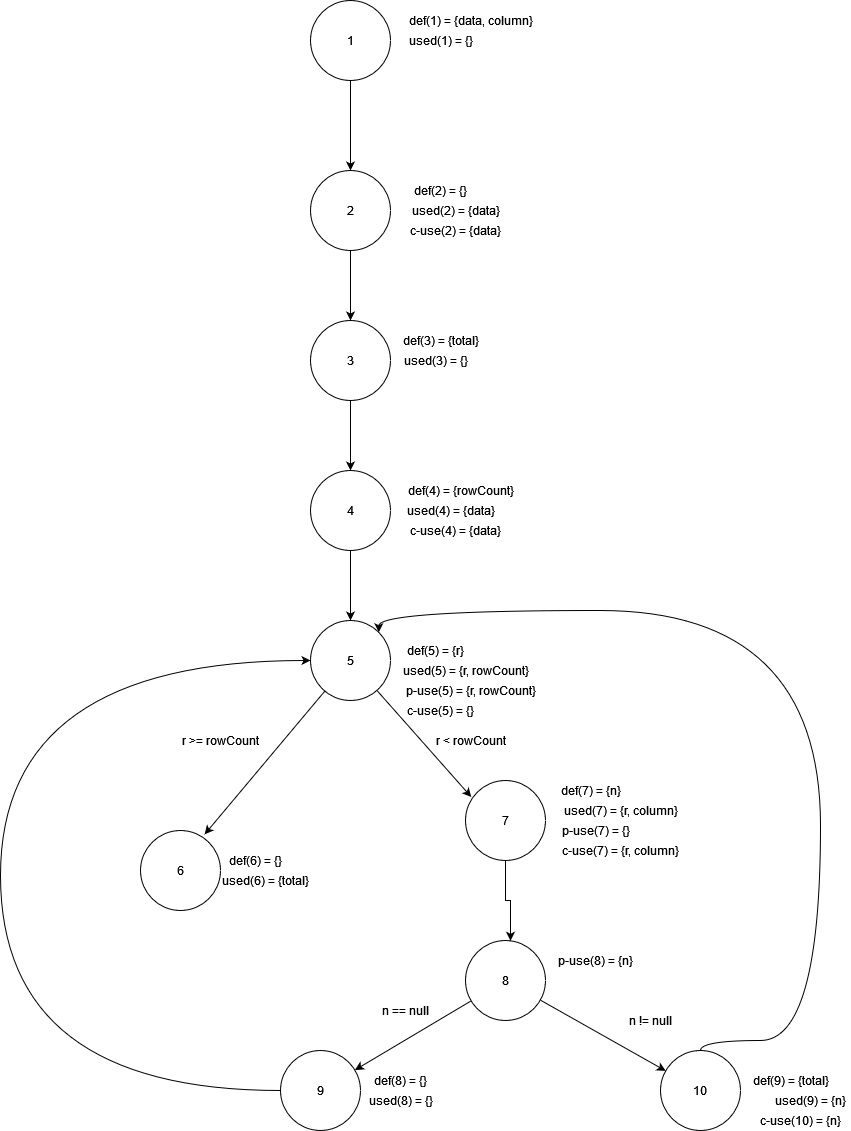 1
def(1) = {data, column}
used(1) = {}
2
def(2) = {}
used(2) = {data}
c-use(2) = {data}
3
def(3) = {total}
used(3) = {}
4
def(4) = {rowCount}
used(4) = {data}
c-use(4) = {data}
5
def(5) = {r}
used(5) = {r, rowCount}
p-use(5) = {r, rowCount}
c-use(5) = {}
r >= rowCount
r < rowCount
7
def(7) = {n}
used(7) = {r, column}
p-use(7) = {}
c-use(7) = {r, column}
6
def(6) = {}
used(6) = {total}
8
p-use(8) = {n}
n == null
n != null
9
def(8) = {}
used(8) = {}
10
def(9) = {total}
used(9) = {n}
c-use(10) = {n}